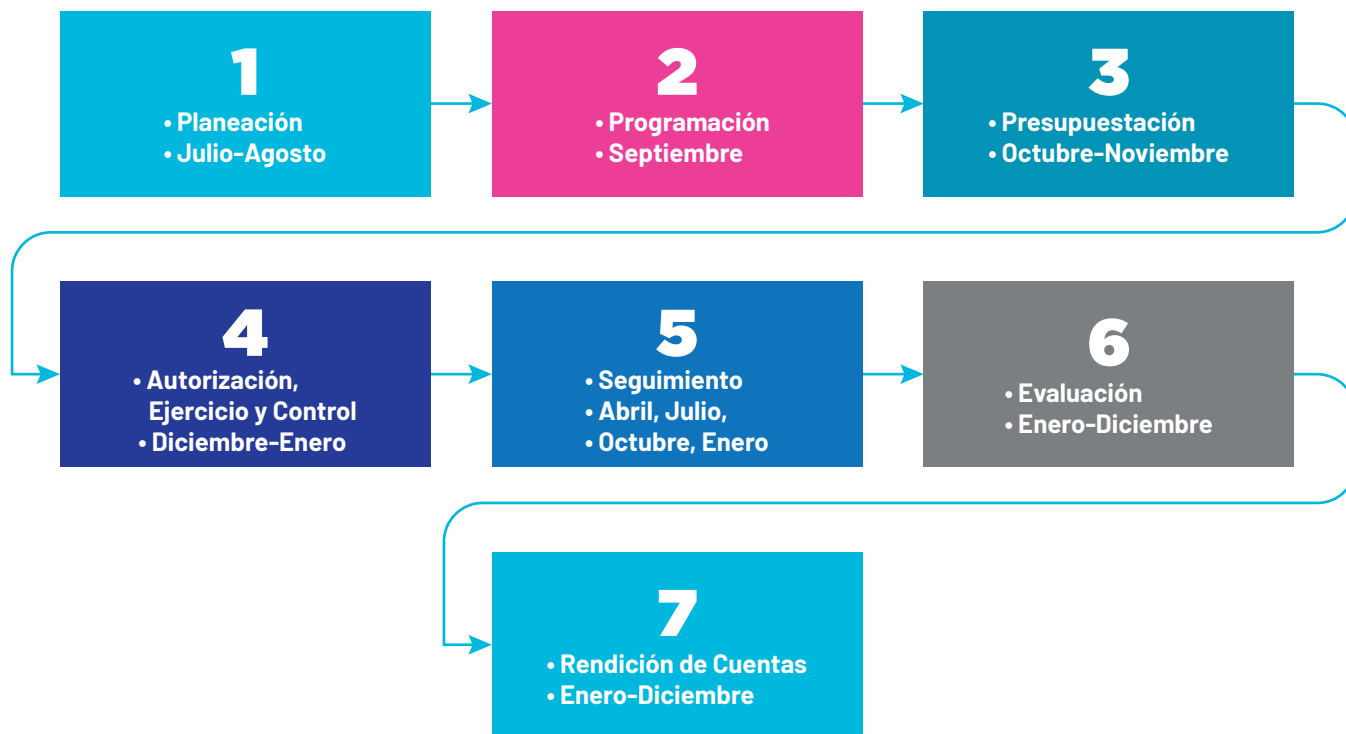 1
• Planeación
• Julio-Agosto
2
• Programación
• Septiembre
3
• Presupuestación
• Octubre-Noviembre
4
• Autorización,
Ejercicio y Control
• Diciembre-Enero
5
• Seguimiento
• Abril, Julio,
• Octubre, Enero
6
• Evaluación
• Enero-Diciembre
7
• Rendición de Cuentas
• Enero-Diciembre